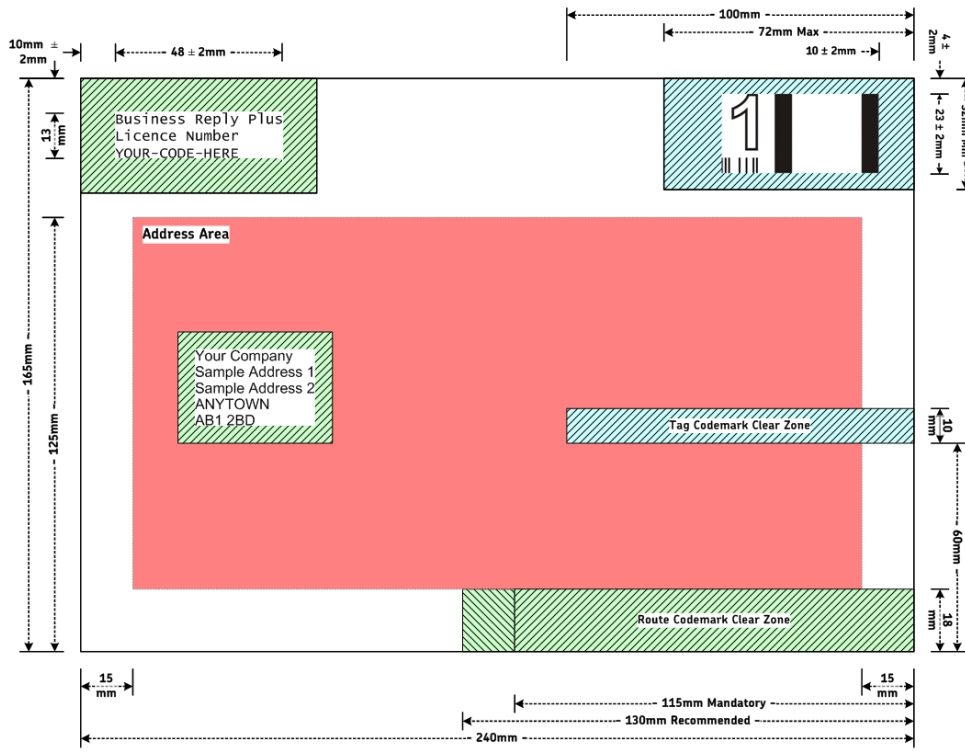 100mm
72mm Max
10mm ± 2mm
48 ± 2mm
10 ± 2mm
4 ± 2mm
Business Reply Plus
Licence Number
YOUR-CODE-HERE
13 mm
1
23 ± 2mm
Address Area
165mm
125mm
Your Company
Sample Address 1
Sample Address 2
ANYTOWN
AB1 2BD
Tag Codemark Clear Zone
10 mm
60mm
Route Codemark Clear Zone
18 mm
15 mm
15 mm
115mm Mandatory
130mm Recommended
240mm